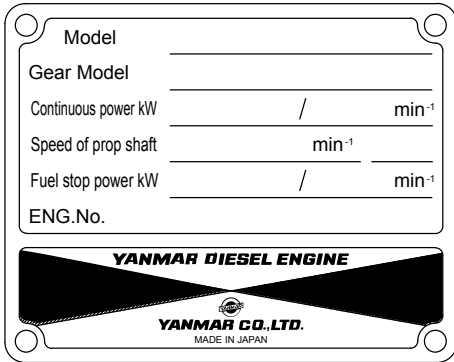 Model
Gear Model
Continuous power kW / min-1
Speed of prop shaft min-1
Fuel stop power kW / min-1
ENG.No.
YANMAR DIESEL ENGINE
YANMAR
YANMAR CO.,LTD.
MADE IN JAPAN